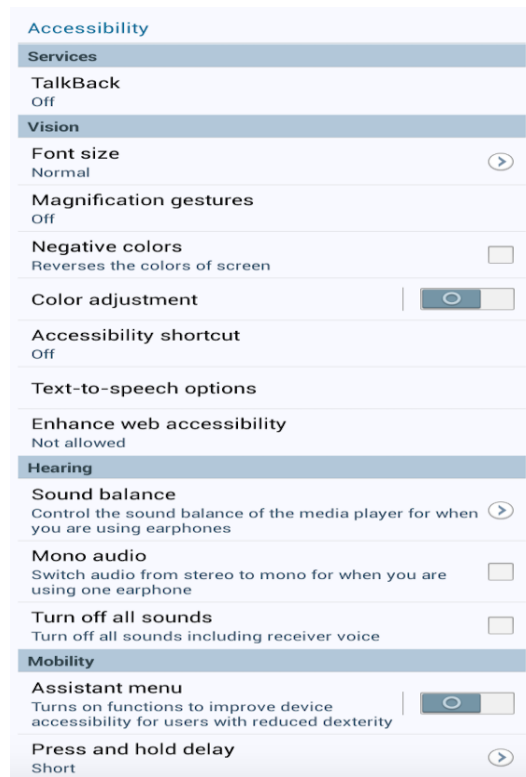 Accessibility
Services
TalkBack
Off
Vision
Font size
Normal
Magnification gestures
Off
Negative colors
Reverses the colors of screen
Color adjustment
Accessibility shortcut
Off
Text-to-speech options
Enhance web accessibility
Not allowed
Hearing
Sound balance
Control the sound balance of the media player for when
you are using earphones
Mono audio
Switch audio from stereo to mono for when you are
using one earphone
Turn off all sounds
Turn off all sounds including receiver voice
Mobility
Assistant menu
Turns on functions to improve device
accessibility for users with reduced dexterity
Press and hold delay
Short